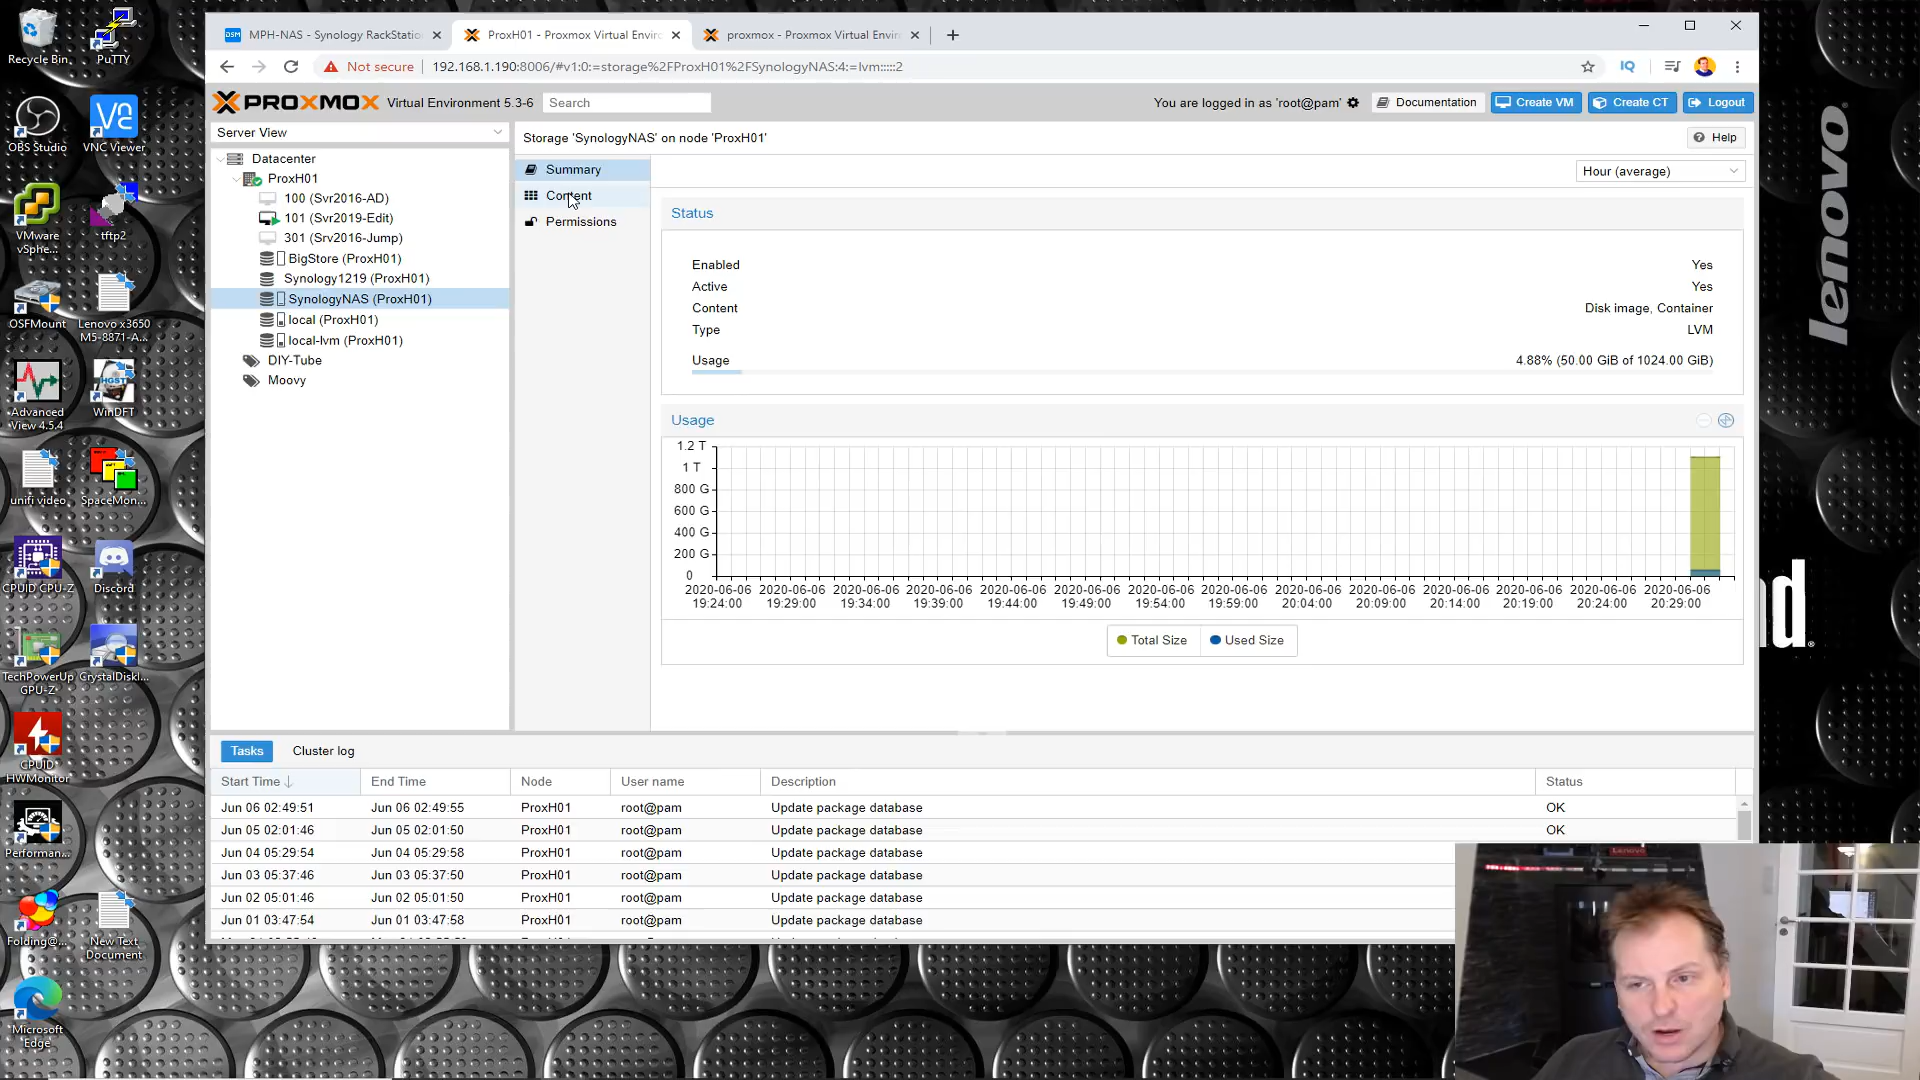 MPH-NAS - Synology RackStatio
ProxH01 - Proxmox Virtual Enviro
proxmox - Proxmox Virtual Enviro
Not secure
192.168.1.190:8006/#v1:0:=storage%2FProxH01%2FSynologyNAS:4:=lvm:::::2
PROXMOX
Virtual Environment 5.3-6
Search
You are logged in as 'root@pam'
Documentation
Create VM
Create CT
Logout
Server View
Datacenter
ProxH01
100 (Svr2016-AD)
101 (Svr2019-Edit)
301 (Srv2016-Jump)
BigStore (ProxH01)
Synology1219 (ProxH01)
SynologyNAS (ProxH01)
local (ProxH01)
local-lvm (ProxH01)
DIY-Tube
Moovy
Storage 'SynologyNAS' on node 'ProxH01'
Help
Summary
Content
Permissions
Hour (average)
Status
Enabled Yes
Active Yes
Content Disk image, Container
Type LVM
Usage 4.88% (50.00 GiB of 1024.00 GiB)
Usage
1.2 T
1 T
800 G
600 G
400 G
200 G
0
2020-06-06 19:24:00
2020-06-06 19:29:00
2020-06-06 19:34:00
2020-06-06 19:39:00
2020-06-06 19:44:00
2020-06-06 19:49:00
2020-06-06 19:54:00
2020-06-06 19:59:00
2020-06-06 20:04:00
2020-06-06 20:09:00
2020-06-06 20:14:00
2020-06-06 20:19:00
2020-06-06 20:24:00
2020-06-06 20:29:00
Total Size
Used Size
Tasks
Cluster log
Start Time End Time Node User name Description Status
Jun 06 02:49:51 Jun 06 02:49:55 ProxH01 root@pam Update package database OK
Jun 05 02:01:46 Jun 05 02:01:50 ProxH01 root@pam Update package database OK
Jun 04 05:29:54 Jun 04 05:29:58 ProxH01 root@pam Update package database
Jun 03 05:37:46 Jun 03 05:37:50 ProxH01 root@pam Update package database
Jun 02 05:01:46 Jun 02 05:01:50 ProxH01 root@pam Update package database
Jun 01 03:47:54 Jun 01 03:47:58 ProxH01 root@pam Update package database
Recycle Bin
PuTTY
OBS Studio
VNC Viewer
VMware vSphe...
tftp2
OSFMount
Lenovo x3650 M5-8871-A...
Advanced View 4.5.4
WinDFT
unifi video
SpaceMon...
CPUID CPU-Z
Discord
TechPowerUp GPU-Z
CrystalDiskI...
CPUID HWMonitor
Performan...
Folding@...
New Text Document
Microsoft Edge
lenovo
Lenovo